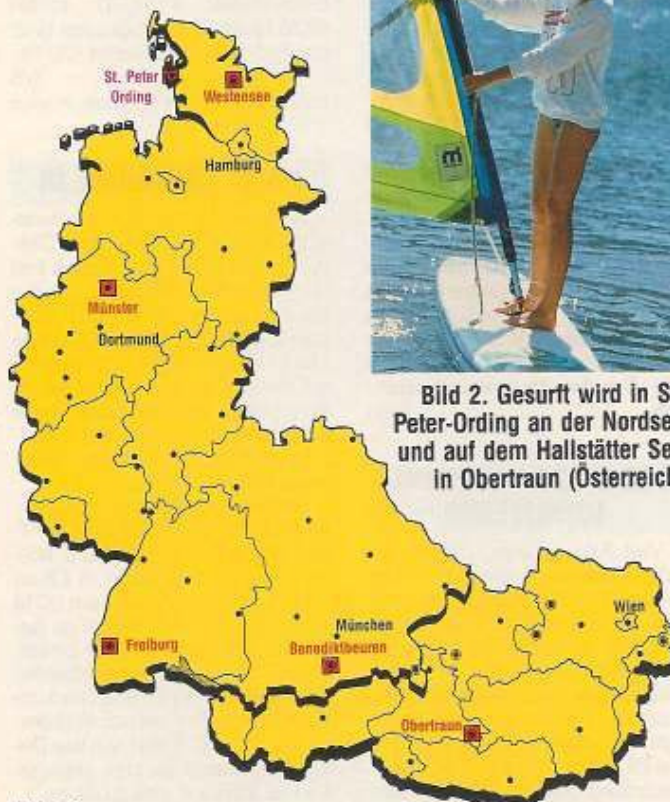 St. Peter
Ording
Westensee
Hamburg
Münster
Dortmund
Bild 2. Gesurft wird in S
Peter-Ording an der Nordse
und auf dem Hallstätter Se
in Obertraun (Österreich
Freiburg
München
Benediktbeuren
Wien
Obertraun